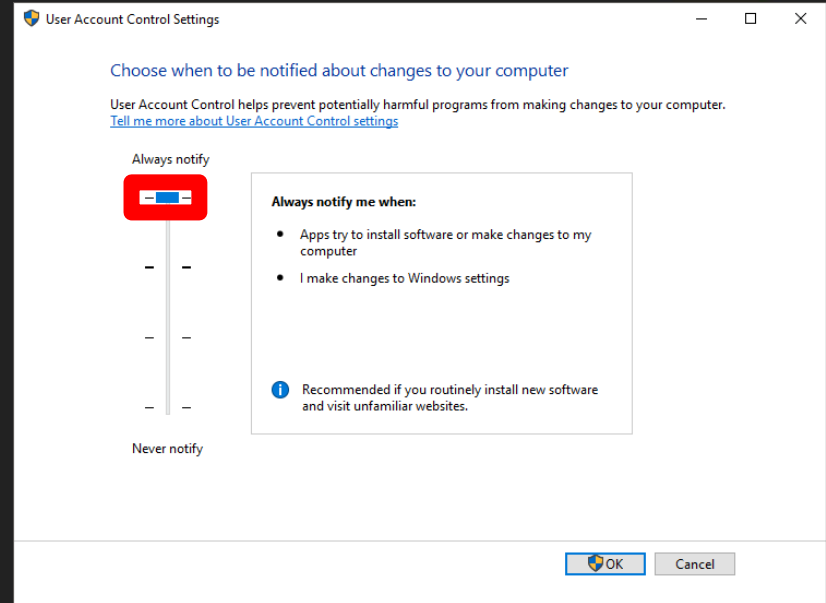 User Account Control Settings
Choose when to be notified about changes to your computer
User Account Control helps prevent potentially harmful programs from making changes to your computer.
Tell me more about User Account Control settings
Always notify
Always notify me when:
Apps try to install software or make changes to my
computer
I make changes to Windows settings
Recommended if you routinely install new software
and visit unfamiliar websites.
Never notify
OK
Cancel